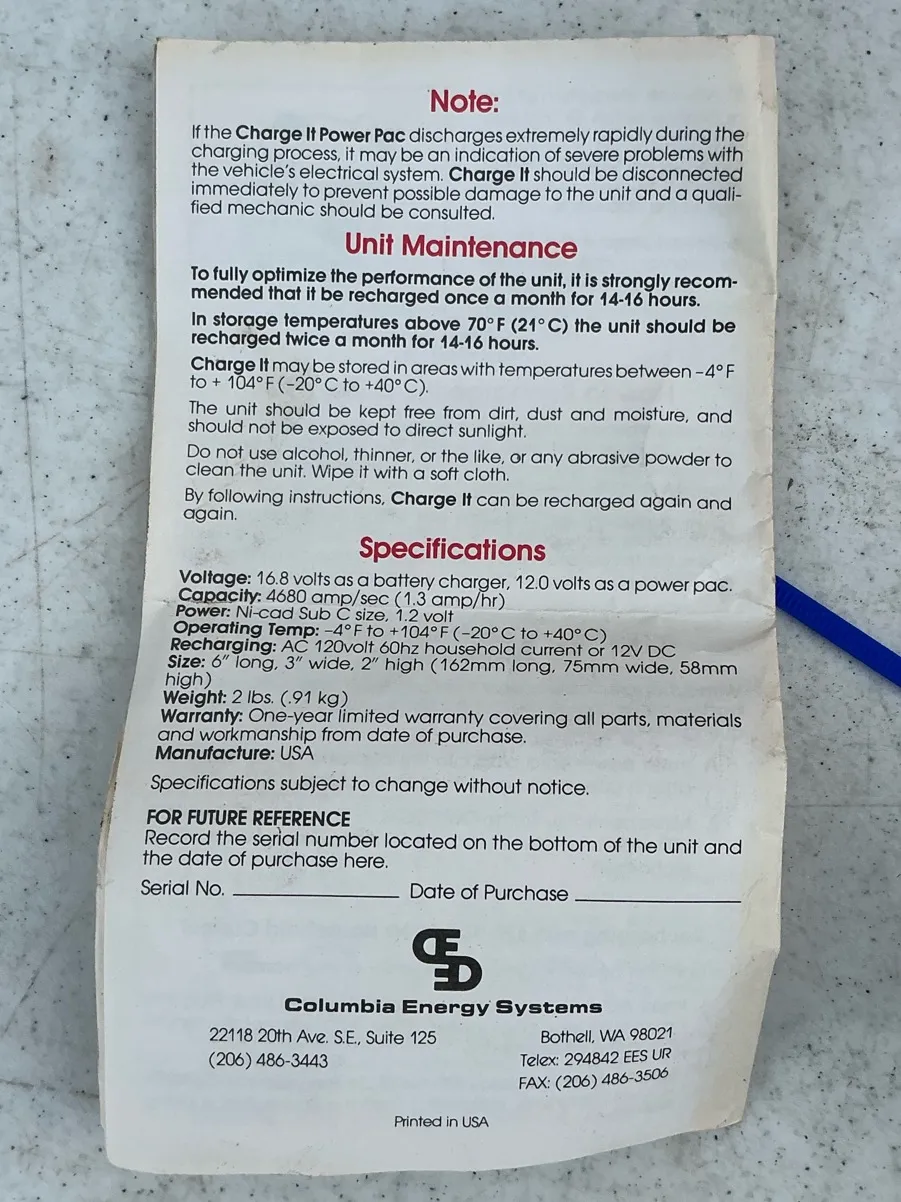 Note:
If the Charge It Power Pac discharges extremely rapidly during the
charging process, it may be an indication of severe problems with
the vehicle's electrical system. Charge It should be disconnected
immediately to prevent possible damage to the unit and a quali-
fied mechanic should be consulted.
Unit Maintenance
To fully optimize the performance of the unit, it is strongly recom-
mended that it be recharged once a month for 14-16 hours.
In storage temperatures above 70°F (21°C) the unit should be
recharged twice a month for 14-16 hours.
Charge It may be stored in areas with temperatures between -4°F
to + 104°F (-20°C to +40°C).
The unit should be kept free from dirt, dust and moisture, and
should not be exposed to direct sunlight.
Do not use alcohol, thinner, or the like, or any abrasive powder to
clean the unit. Wipe it with a soft cloth.
By following instructions, Charge It can be recharged again and
again.
Specifications
Voltage: 16.8 volts as a battery charger, 12.0 volts as a power pac.
Capacity: 4680 amp/sec (1.3 amp/hr)
Power: Ni-cad Sub C size, 1.2 volt
Operating Temp: -4°F to +104°F (-20°C to +40°C)
Recharging: AC 120volt 60hz household current or 12V DC
Size: 6" long, 3" wide, 2" high (162mm long, 75mm wide, 58mm
high)
Weight: 2 lbs. (.91 kg)
Warranty: One-year limited warranty covering all parts, materials
and workmanship from date of purchase.
Manufacture: USA
Specifications subject to change without notice.
FOR FUTURE REFERENCE
Record the serial number located on the bottom of the unit and
the date of purchase here.
Serial No. ____________ Date of Purchase ____________
Columbia Energy Systems
22118 20th Ave. S.E., Suite 125 Bothell, WA 98021
(206) 486-3443 Telex: 294842 EES UR
FAX: (206) 486-3506
Printed in USA